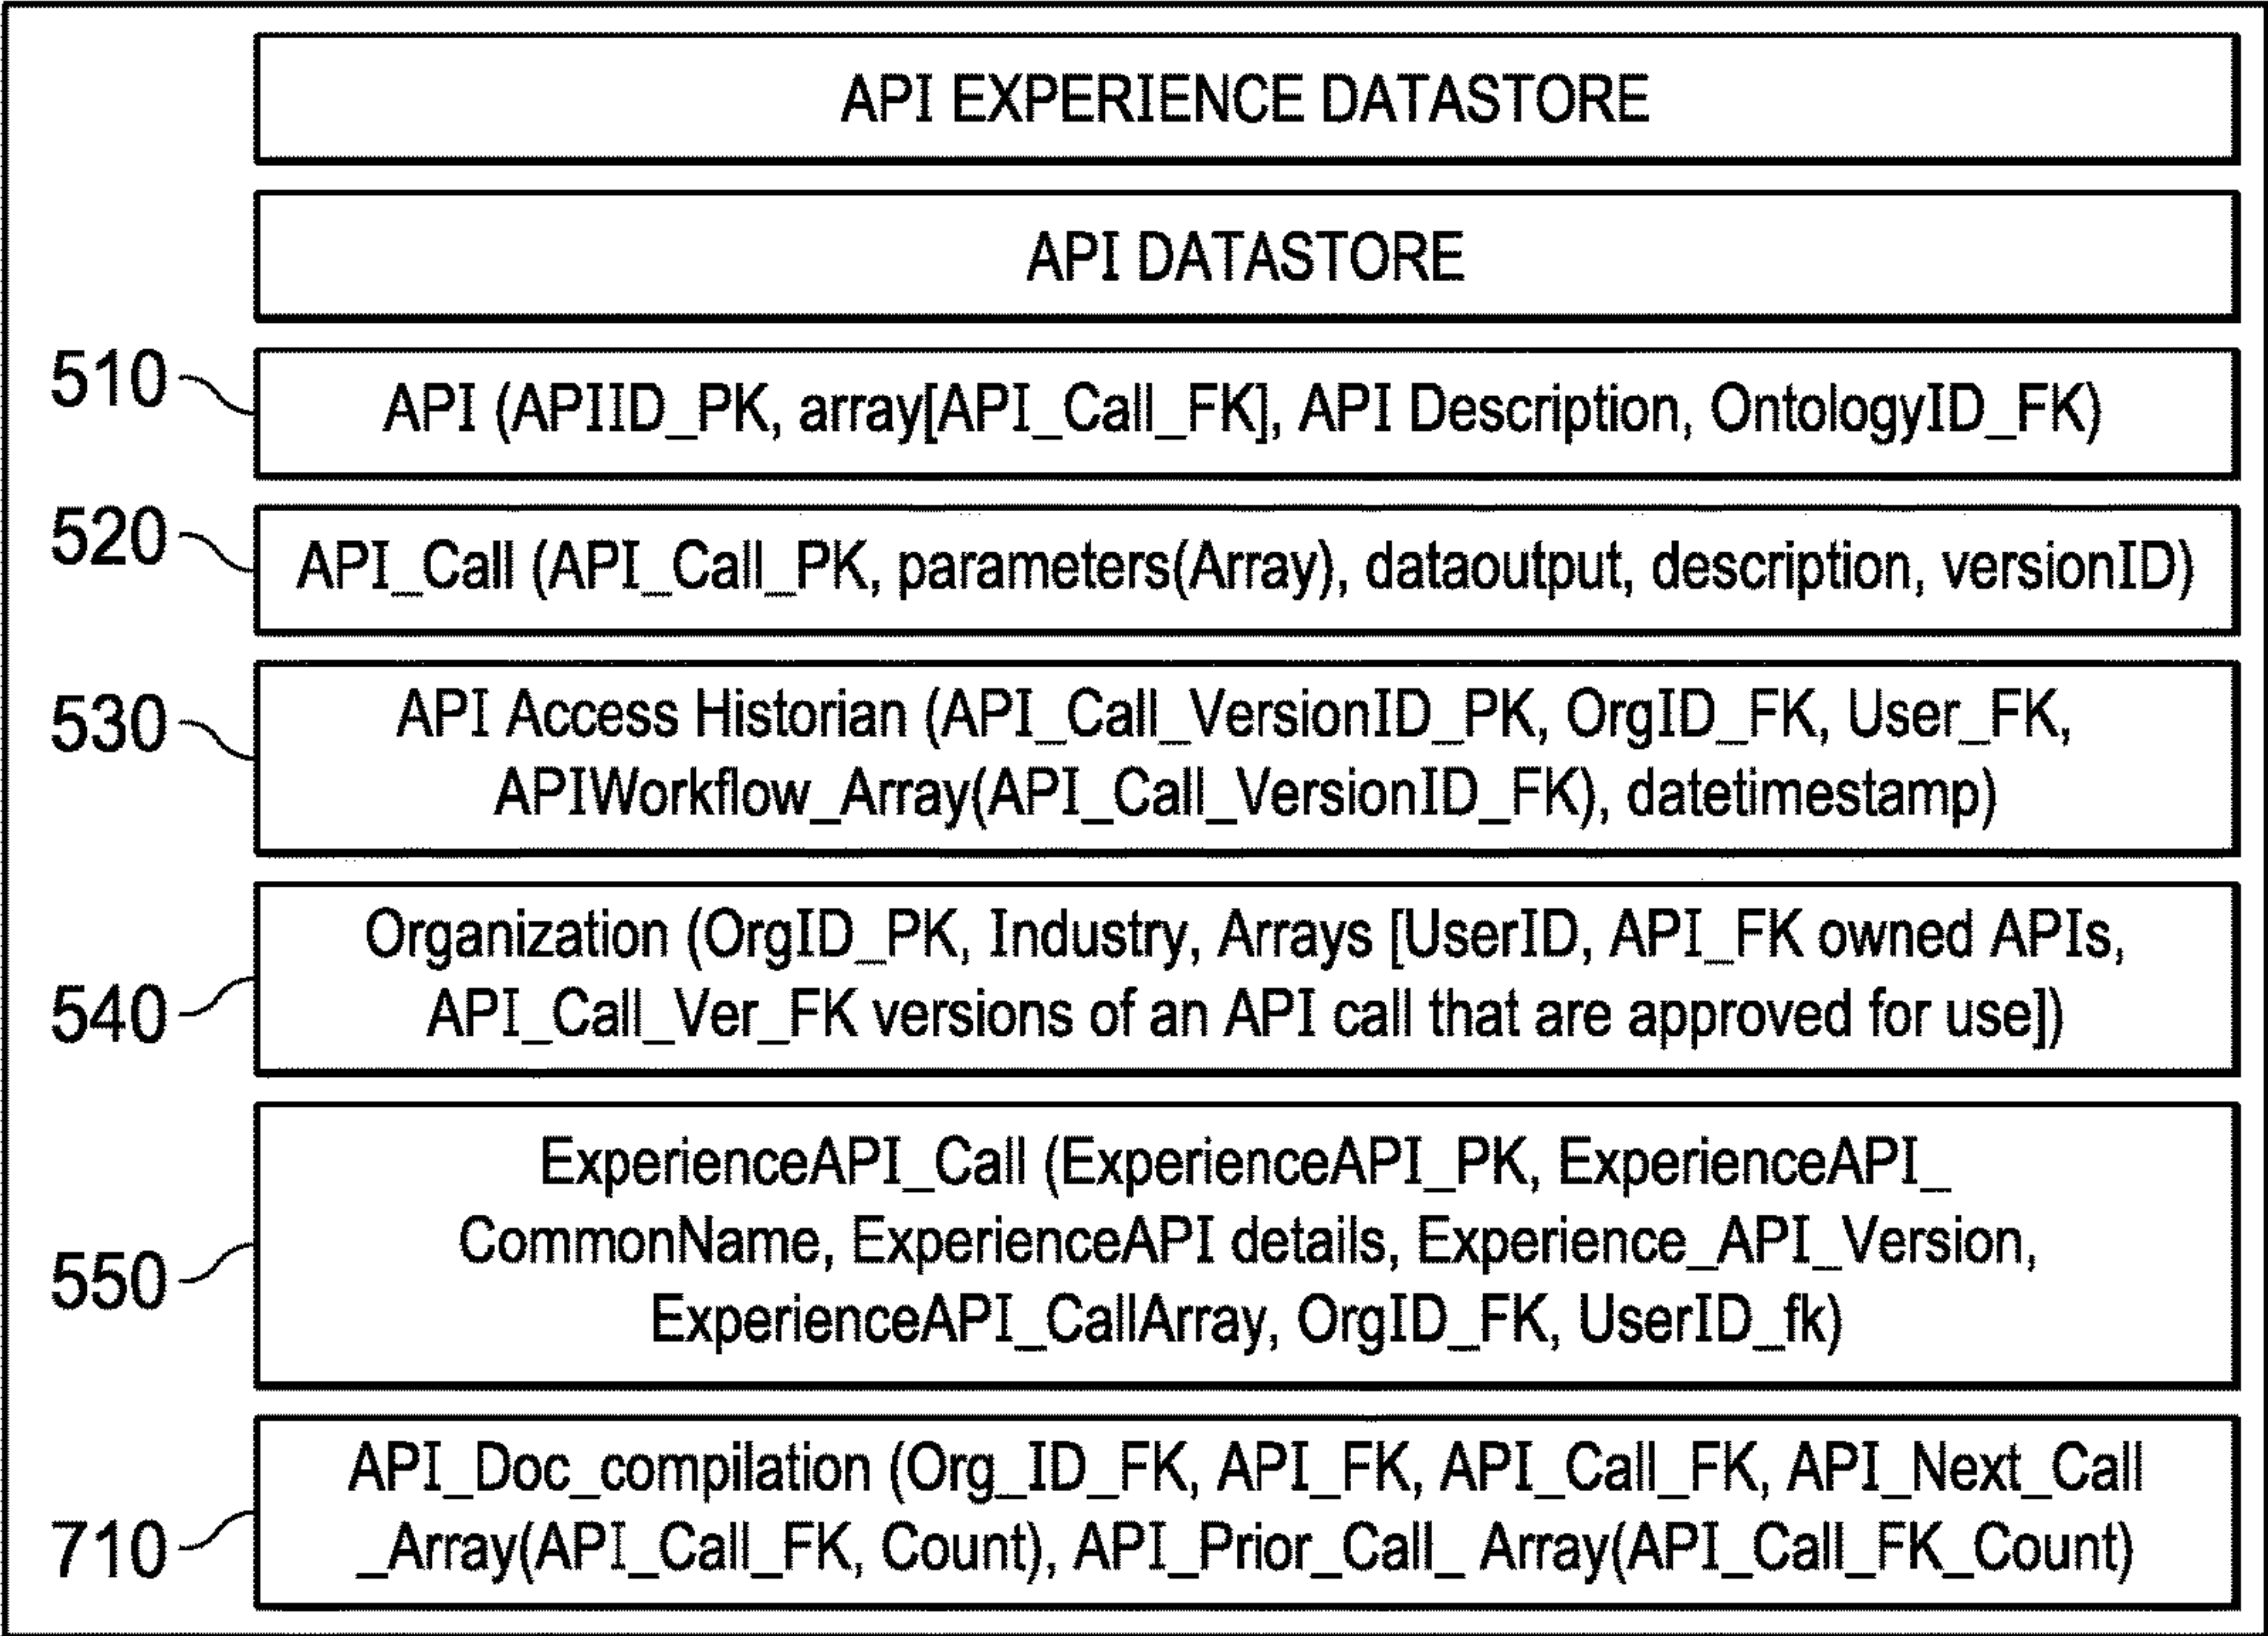 API EXPERIENCE DATASTORE
API DATASTORE
510
API (APIID_PK, array[API_Call_FK], API Description, OntologyID_FK)
520
API_Call (API_Call_PK, parameters(Array), dataoutput, description, versionID)
530
API Access Historian (API_Call_VersionID_PK, OrgID_FK, User_FK,
APIWorkflow_Array(API_Call_VersionID_FK), datetimestamp)
540
Organization (OrgID_PK, Industry, Arrays [UserID, API_FK owned APIs,
API_Call_Ver_FK versions of an API call that are approved for use])
550
ExperienceAPI_Call (ExperienceAPI_PK, ExperienceAPI_
CommonName, ExperienceAPI details, Experience_API_Version,
ExperienceAPI_CallArray, OrgID_FK, UserID_fk)
710
API_Doc_compilation (Org_ID_FK, API_FK, API_Call_FK, API_Next_Call
_Array(API_Call_FK, Count), API_Prior_Call_ Array(API_Call_FK_Count)